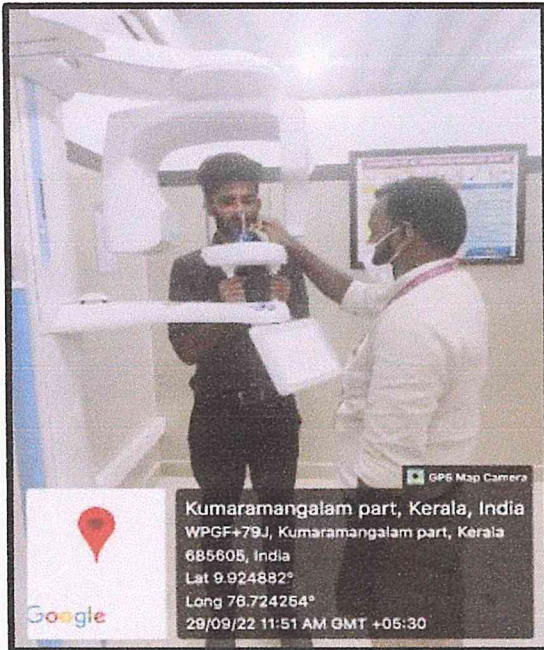 GPS Map Camera
Kumaramangalam part, Kerala, India
WPGF+79J, Kumaramangalam part, Kerala
685605, India
Lat 9.924882°
Long 76.724254°
29/09/22 11:51 AM GMT +05:30
Google